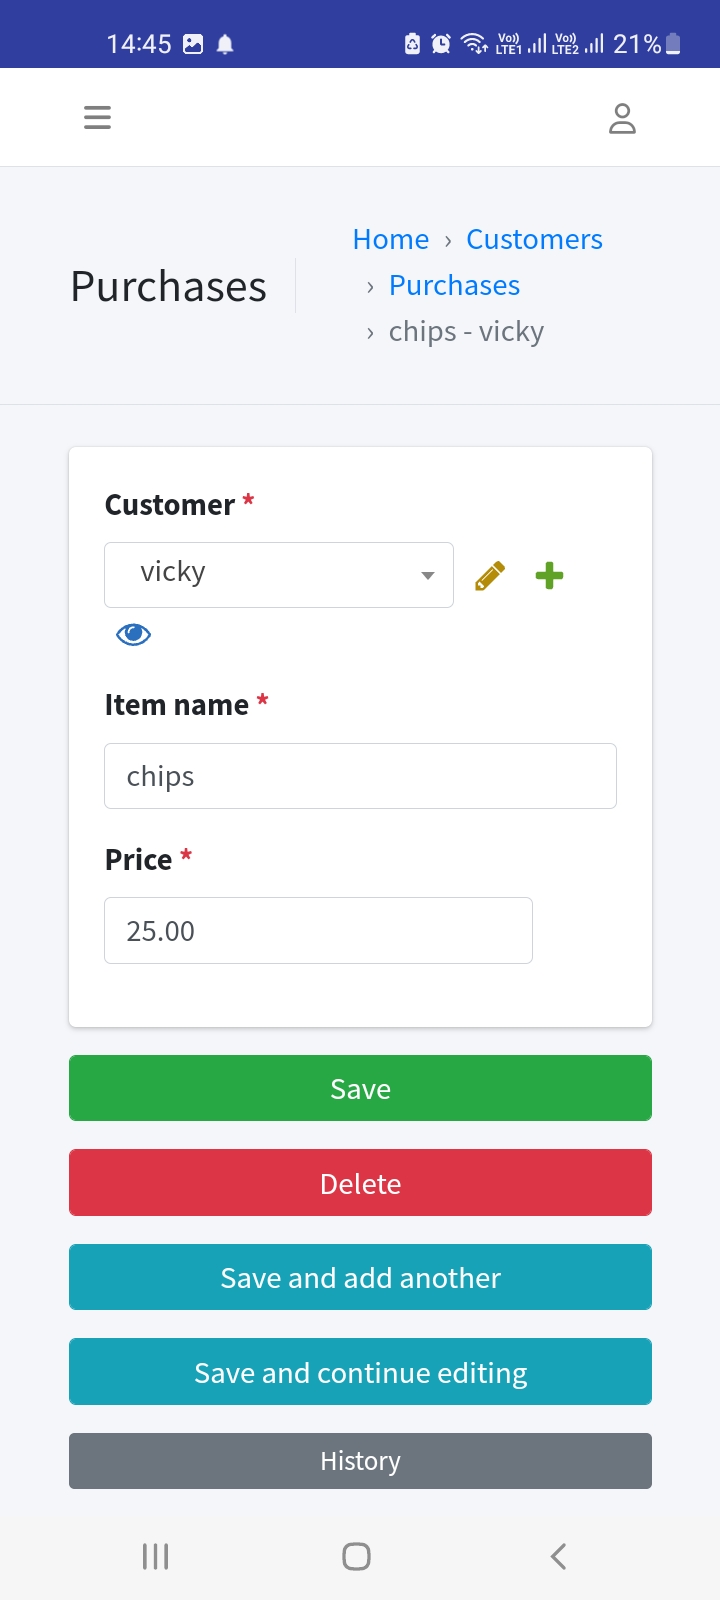 14:45 Vo)) LTE1 Vo)) LTE2 21%
Home › Customers
Purchases
› Purchases
› chips - vicky
Customer *
vicky
Item name *
chips
Price *
25.00
Save
Delete
Save and add another
Save and continue editing
History